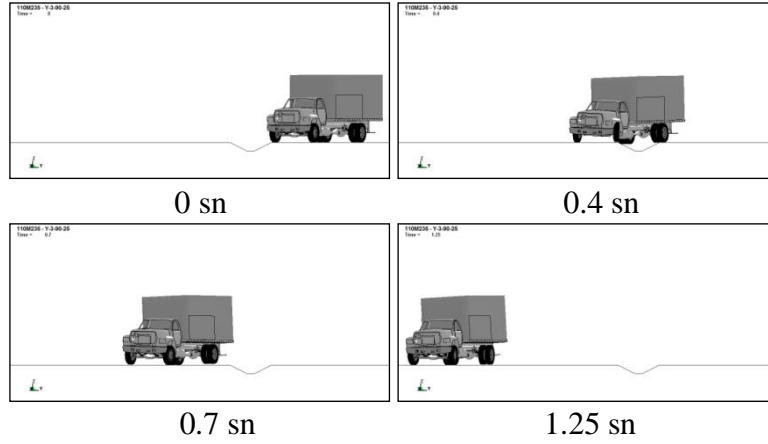 110M235 - Y-3-90-25
Time = 0
110M235 - Y-3-90-25
Time = 0.4
0 sn
0.4 sn
110M235 - Y-3-90-25
Time = 0.7
110M235 - Y-3-90-25
Time = 1.25
0.7 sn
1.25 sn